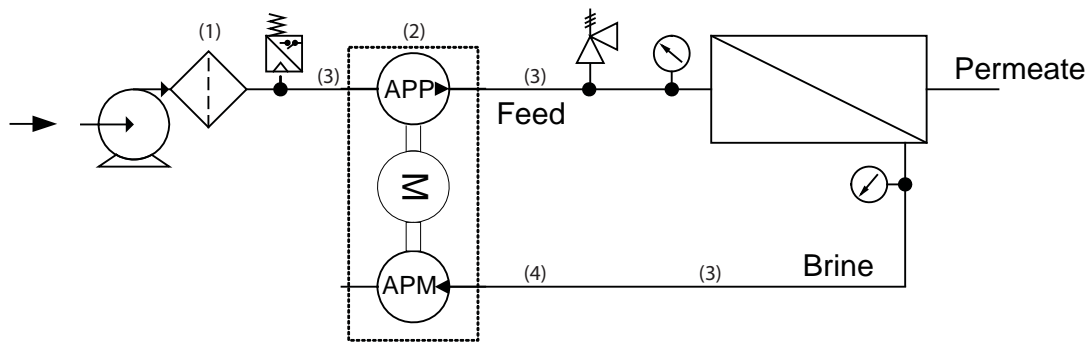 (1)
(2)
(3)
APP
(3)
Feed
Permeate
M
APM
(4)
(3)
Brine